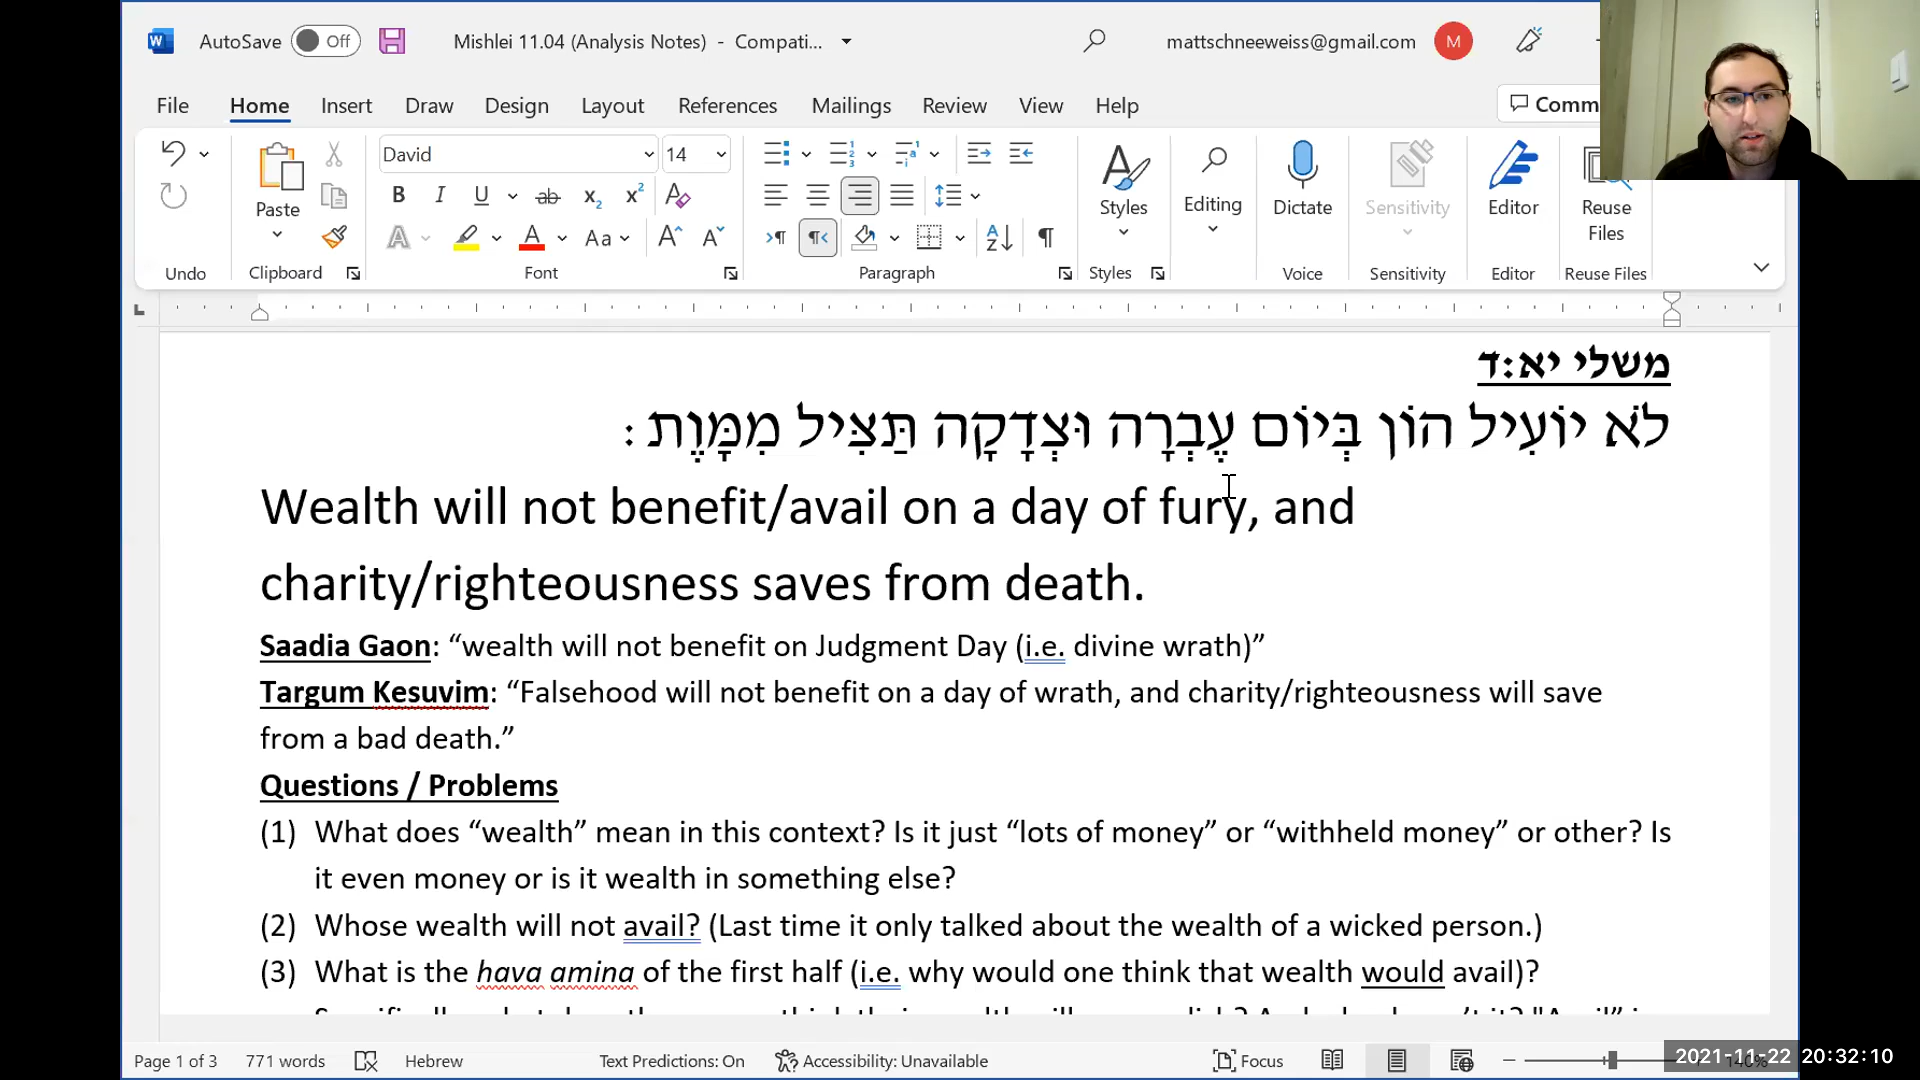 AutoSave Off Mishlei 11.04 (Analysis Notes) - Compati... mattschneeweiss@gmail.com M
File Home Insert Draw Design Layout References Mailings Review View Help Comm
David 14
Paste Styles Editing Dictate Sensitivity Editor Reuse Files
Undo Clipboard Font Paragraph Styles Voice Sensitivity Editor Reuse Files
משלי יא:ד
לֹא יוֹעִיל הוֹן בְּיוֹם עֶבְרָה וּצְדָקָה תַּצִּיל מִמָּוֶת:
Wealth will not benefit/avail on a day of fury, and
charity/righteousness saves from death.
Saadia Gaon: “wealth will not benefit on Judgment Day (i.e. divine wrath)”
Targum Kesuvim: “Falsehood will not benefit on a day of wrath, and charity/righteousness will save
from a bad death.”
Questions / Problems
(1) What does “wealth” mean in this context? Is it just “lots of money” or “withheld money” or other? Is
it even money or is it wealth in something else?
(2) Whose wealth will not avail? (Last time it only talked about the wealth of a wicked person.)
(3) What is the hava amina of the first half (i.e. why would one think that wealth would avail)?
Page 1 of 3 771 words Hebrew Text Predictions: On Accessibility: Unavailable Focus
2021-11-22 20:32:10